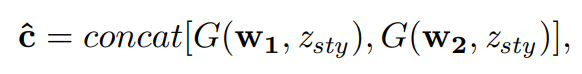 ĉ = concat[G(w₁, z_sty), G(w₂, z_sty)],